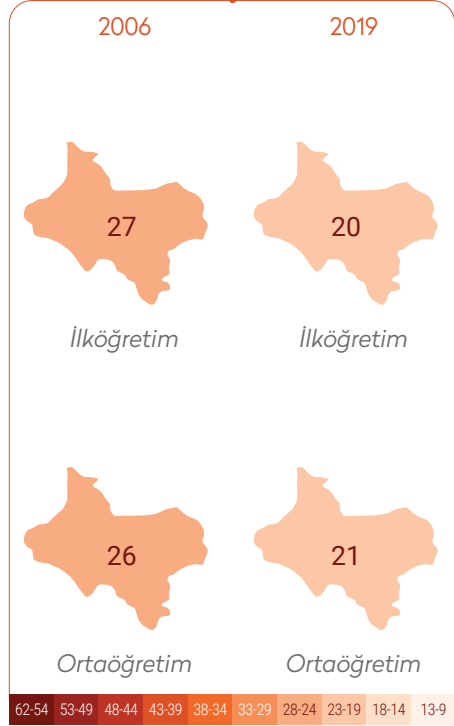 2006 2019
27 20
İlköğretim İlköğretim
26 21
Ortaöğretim Ortaöğretim
62-54 53-49 48-44 43-39 38-34 33-29 28-24 23-19 18-14 13-9